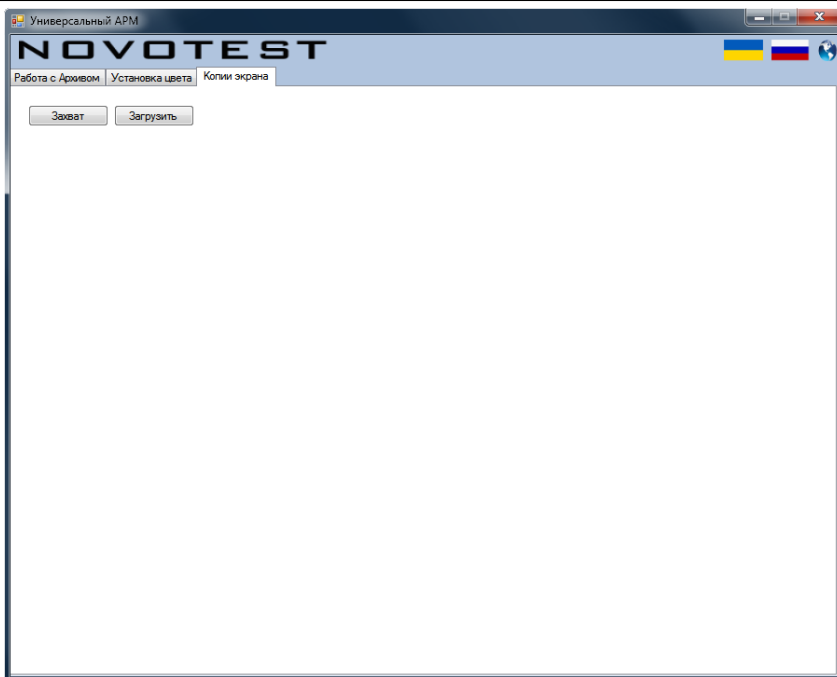 Универсальный АРМ
NOVOTEST
Работа с Архивом Установка цвета Копии экрана
Захват Загрузить